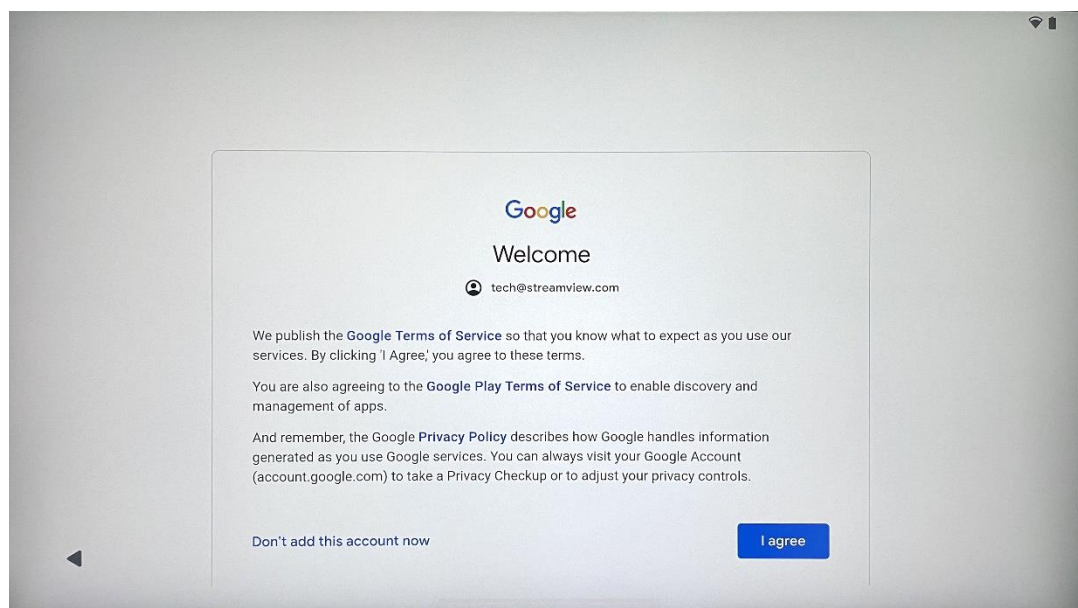 Google
Welcome
tech@streamview.com
We publish the Google Terms of Service so that you know what to expect as you use our
services. By clicking 'I Agree,' you agree to these terms.
You are also agreeing to the Google Play Terms of Service to enable discovery and
management of apps.
And remember, the Google Privacy Policy describes how Google handles information
generated as you use Google services. You can always visit your Google Account
(account.google.com) to take a Privacy Checkup or to adjust your privacy controls.
Don't add this account now
I agree